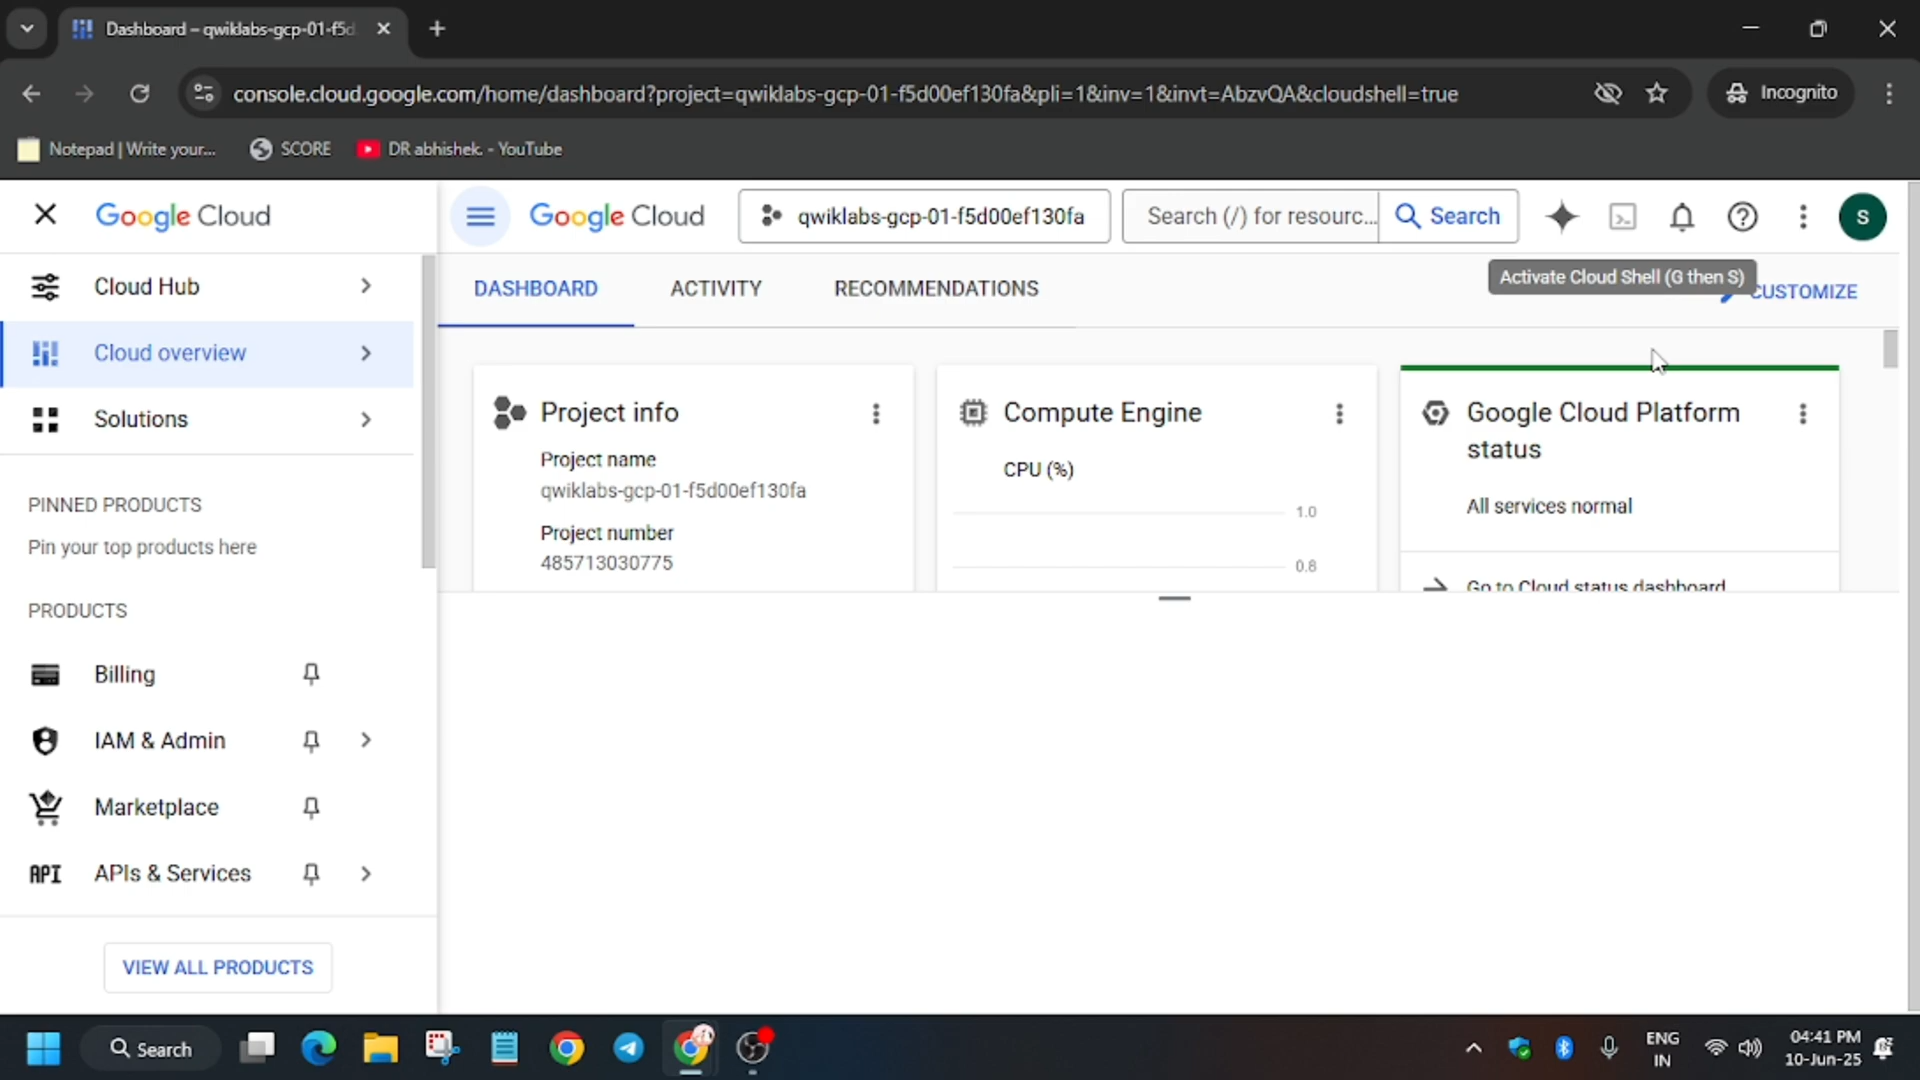 Dashboard – qwiklabs-gcp-01-f5d
console.cloud.google.com/home/dashboard?project=qwiklabs-gcp-01-f5d00ef130fa&pli=1&inv=1&invt=AbzvQA&cloudshell=true
Incognito
Notepad | Write your...
SCORE
DR abhishek. - YouTube
Google Cloud
Google Cloud
qwiklabs-gcp-01-f5d00ef130fa
Search (/) for resourc...
Search
S
Activate Cloud Shell (G then S)
Cloud Hub
Cloud overview
Solutions
PINNED PRODUCTS
Pin your top products here
PRODUCTS
Billing
IAM & Admin
Marketplace
API
APIs & Services
VIEW ALL PRODUCTS
DASHBOARD
ACTIVITY
RECOMMENDATIONS
CUSTOMIZE
Project info
Project name
qwiklabs-gcp-01-f5d00ef130fa
Project number
485713030775
Compute Engine
CPU (%)
1.0
0.8
Google Cloud Platform
status
All services normal
Go to Cloud status dashboard
Search
ENG
IN
04:41 PM
10-Jun-25